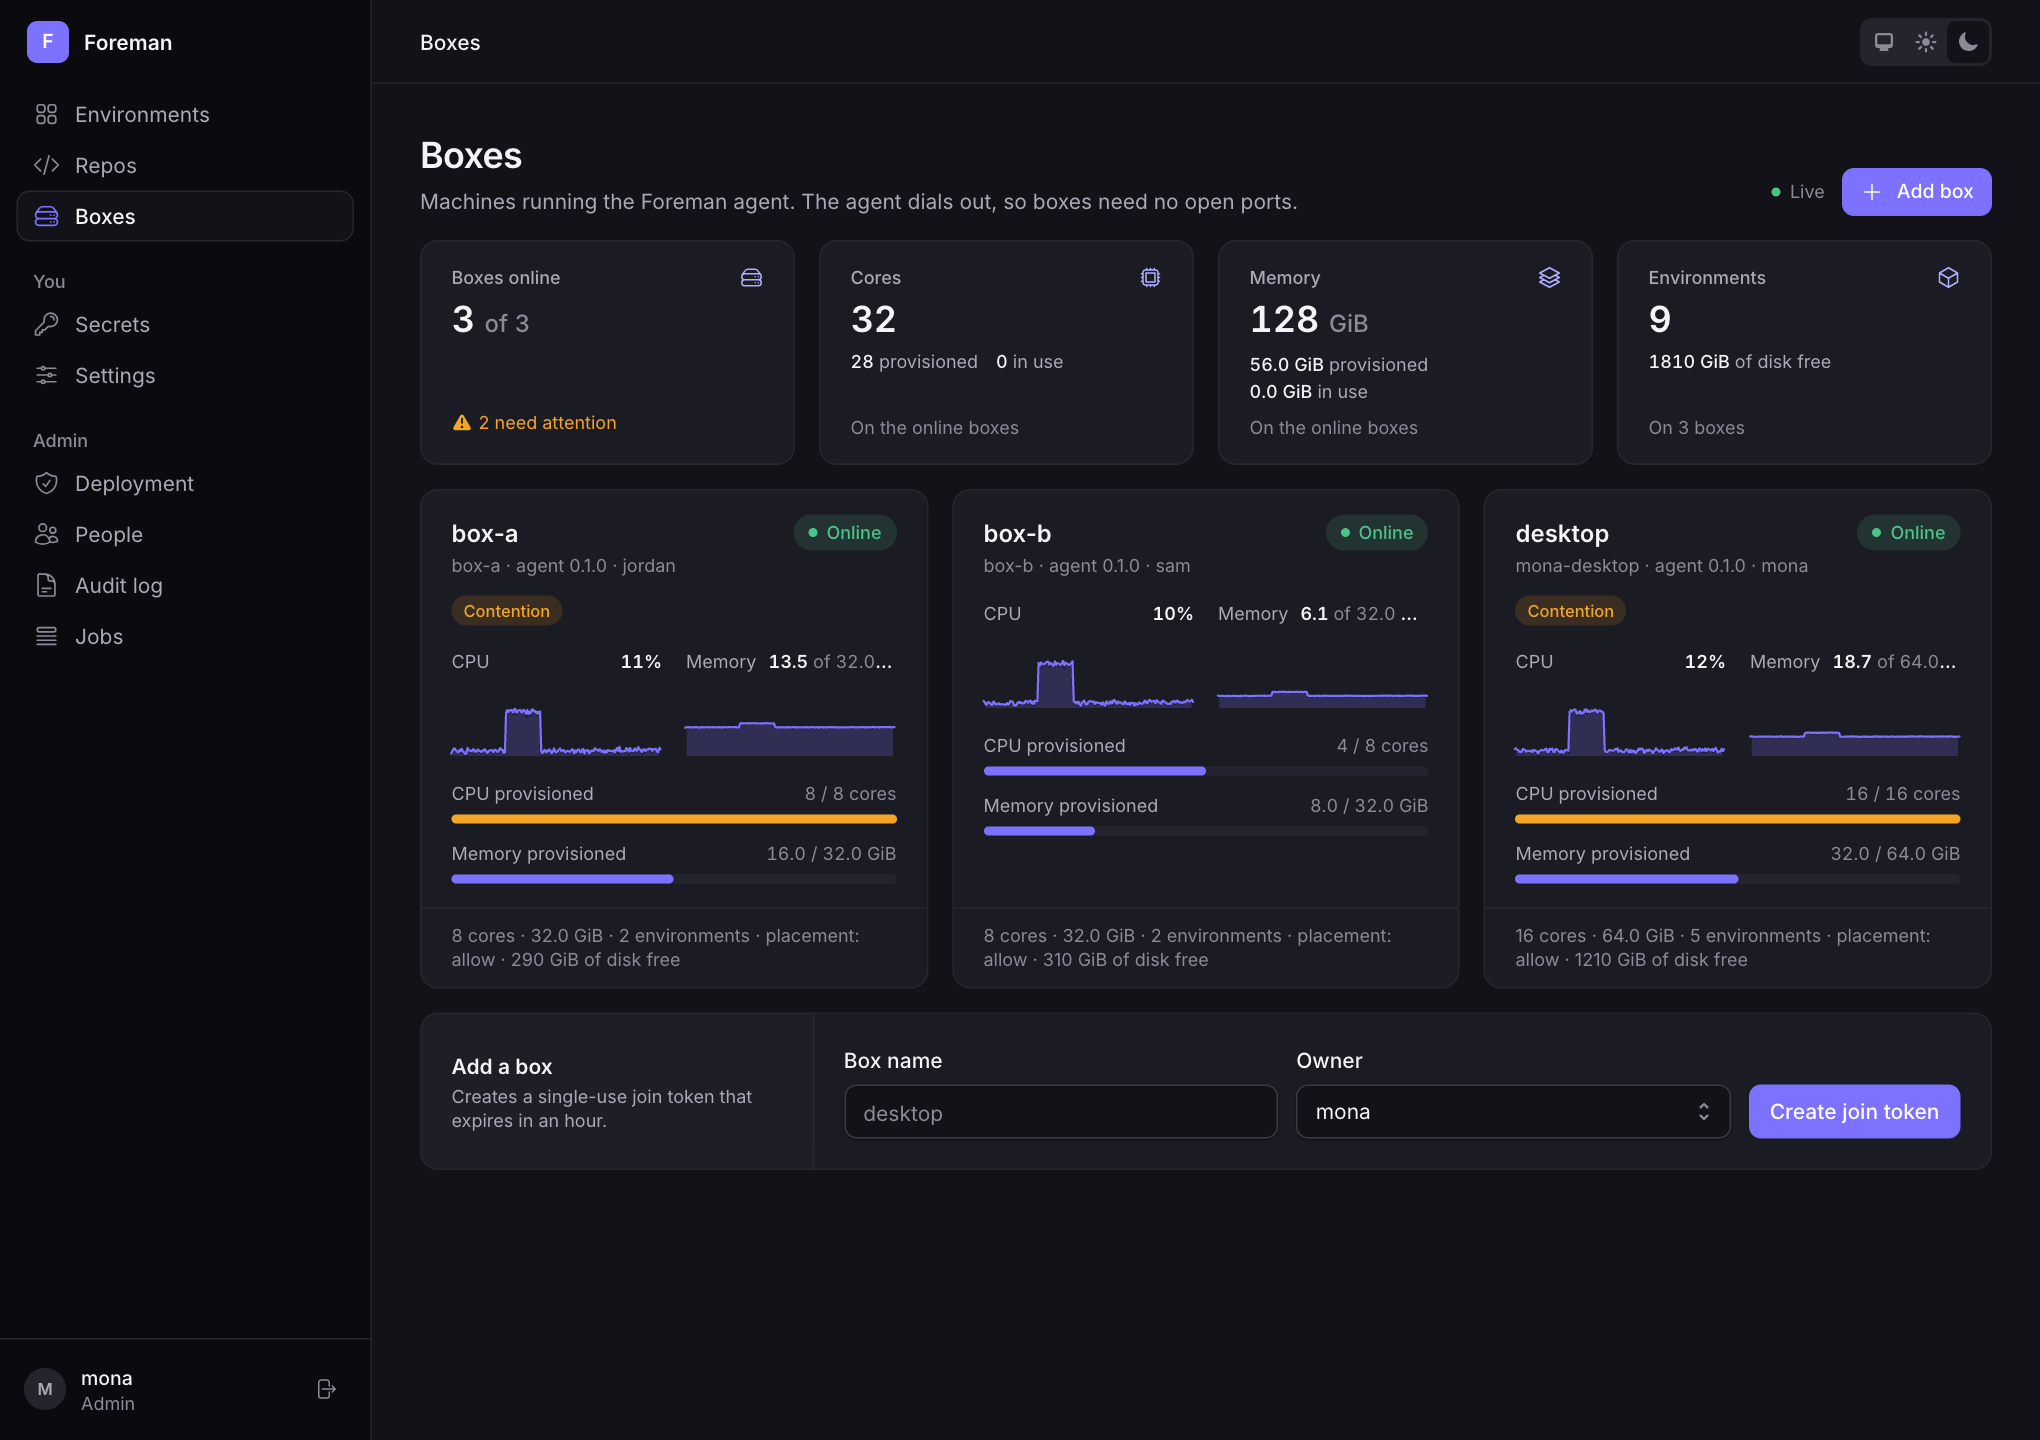 F Foreman
Environments
Repos
Boxes
You
Secrets
Settings
Admin
Deployment
People
Audit log
Jobs
M mona
Admin
Boxes
Boxes
Machines running the Foreman agent. The agent dials out, so boxes need no open ports.
Live
Add box
Boxes online
3 of 3
2 need attention
Cores
32
28 provisioned 0 in use
On the online boxes
Memory
128 GiB
56.0 GiB provisioned
0.0 GiB in use
On the online boxes
Environments
9
1810 GiB of disk free
On 3 boxes
box-a Online
box-a · agent 0.1.0 · jordan
Contention
CPU 11% Memory 13.5 of 32.0...
CPU provisioned 8 / 8 cores
Memory provisioned 16.0 / 32.0 GiB
8 cores · 32.0 GiB · 2 environments · placement:
allow · 290 GiB of disk free
box-b Online
box-b · agent 0.1.0 · sam
CPU 10% Memory 6.1 of 32.0 ...
CPU provisioned 4 / 8 cores
Memory provisioned 8.0 / 32.0 GiB
8 cores · 32.0 GiB · 2 environments · placement:
allow · 310 GiB of disk free
desktop Online
mona-desktop · agent 0.1.0 · mona
Contention
CPU 12% Memory 18.7 of 64.0...
CPU provisioned 16 / 16 cores
Memory provisioned 32.0 / 64.0 GiB
16 cores · 64.0 GiB · 5 environments · placement:
allow · 1210 GiB of disk free
Add a box
Creates a single-use join token that
expires in an hour.
Box name
desktop
Owner
mona
Create join token